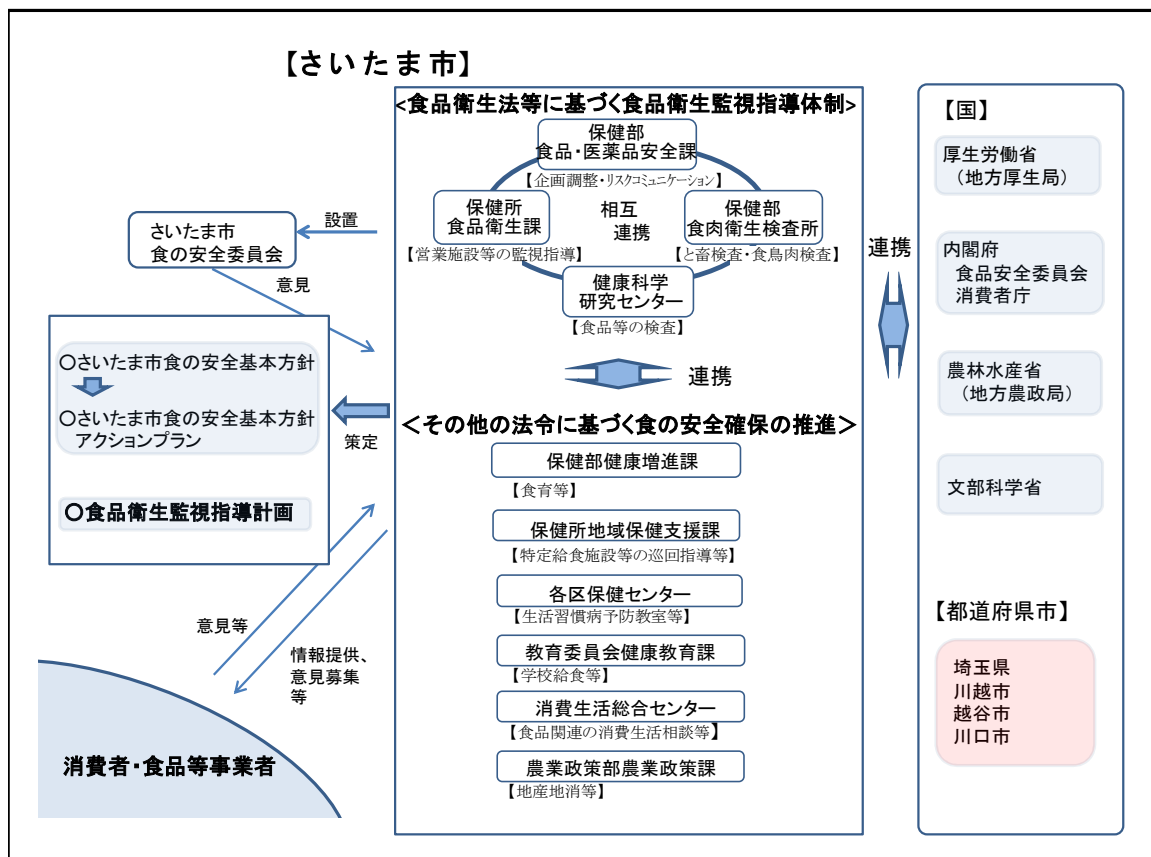 【さいたま市】
<食品衛生法等に基づく食品衛生監視指導体制>
保健部
食品・医薬品安全課
【企画調整・リスクコミュニケーション】
保健所
食品衛生課
【営業施設等の監視指導】
相互
連携
保健部
食肉衛生検査所
【と畜検査・食鳥肉検査】
健康科学
研究センター
【食品等の検査】
連携
<その他の法令に基づく食の安全確保の推進>
保健部健康増進課
【食育等】
保健所地域保健支援課
【特定給食施設等の巡回指導等】
各区保健センター
【生活習慣病予防教室等】
教育委員会健康教育課
【学校給食等】
消費生活総合センター
【食品関連の消費生活相談等】
農業政策部農業政策課
【地産地消等】
設置
さいたま市
食の安全委員会
意見
○さいたま市食の安全基本方針
○さいたま市食の安全基本方針
アクションプラン
○食品衛生監視指導計画
策定
意見等
情報提供、
意見募集
等
消費者・食品等事業者
連携
【国】
厚生労働省
（地方厚生局）
内閣府
食品安全委員会
消費者庁
農林水産省
（地方農政局）
文部科学省
【都道府県市】
埼玉県
川越市
越谷市
川口市